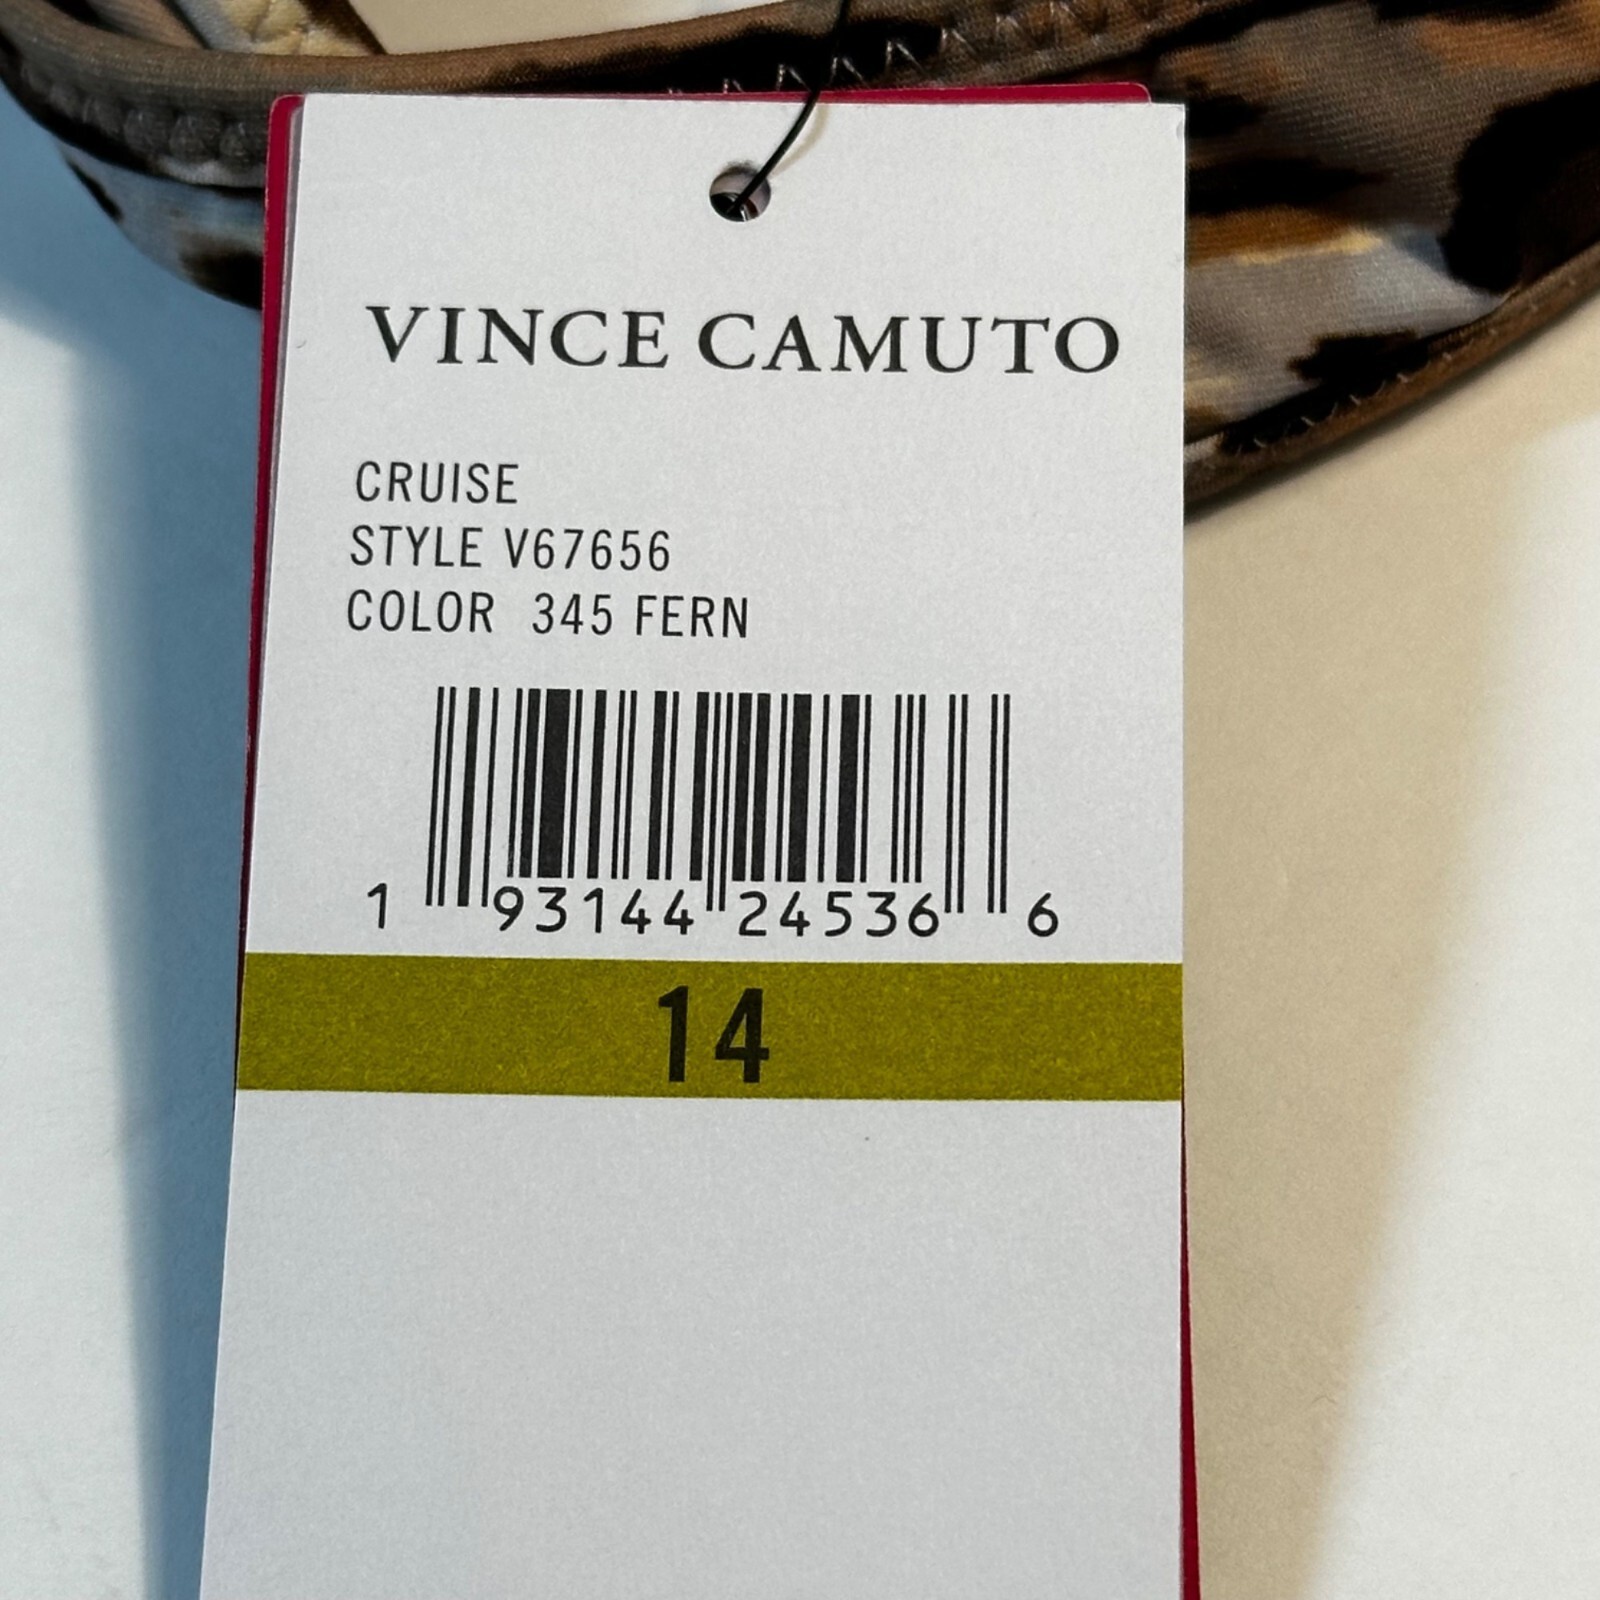 VINCE CAMUTO
CRUISE
STYLE V67656
COLOR 345 FERN
1 93144 24536 6
14